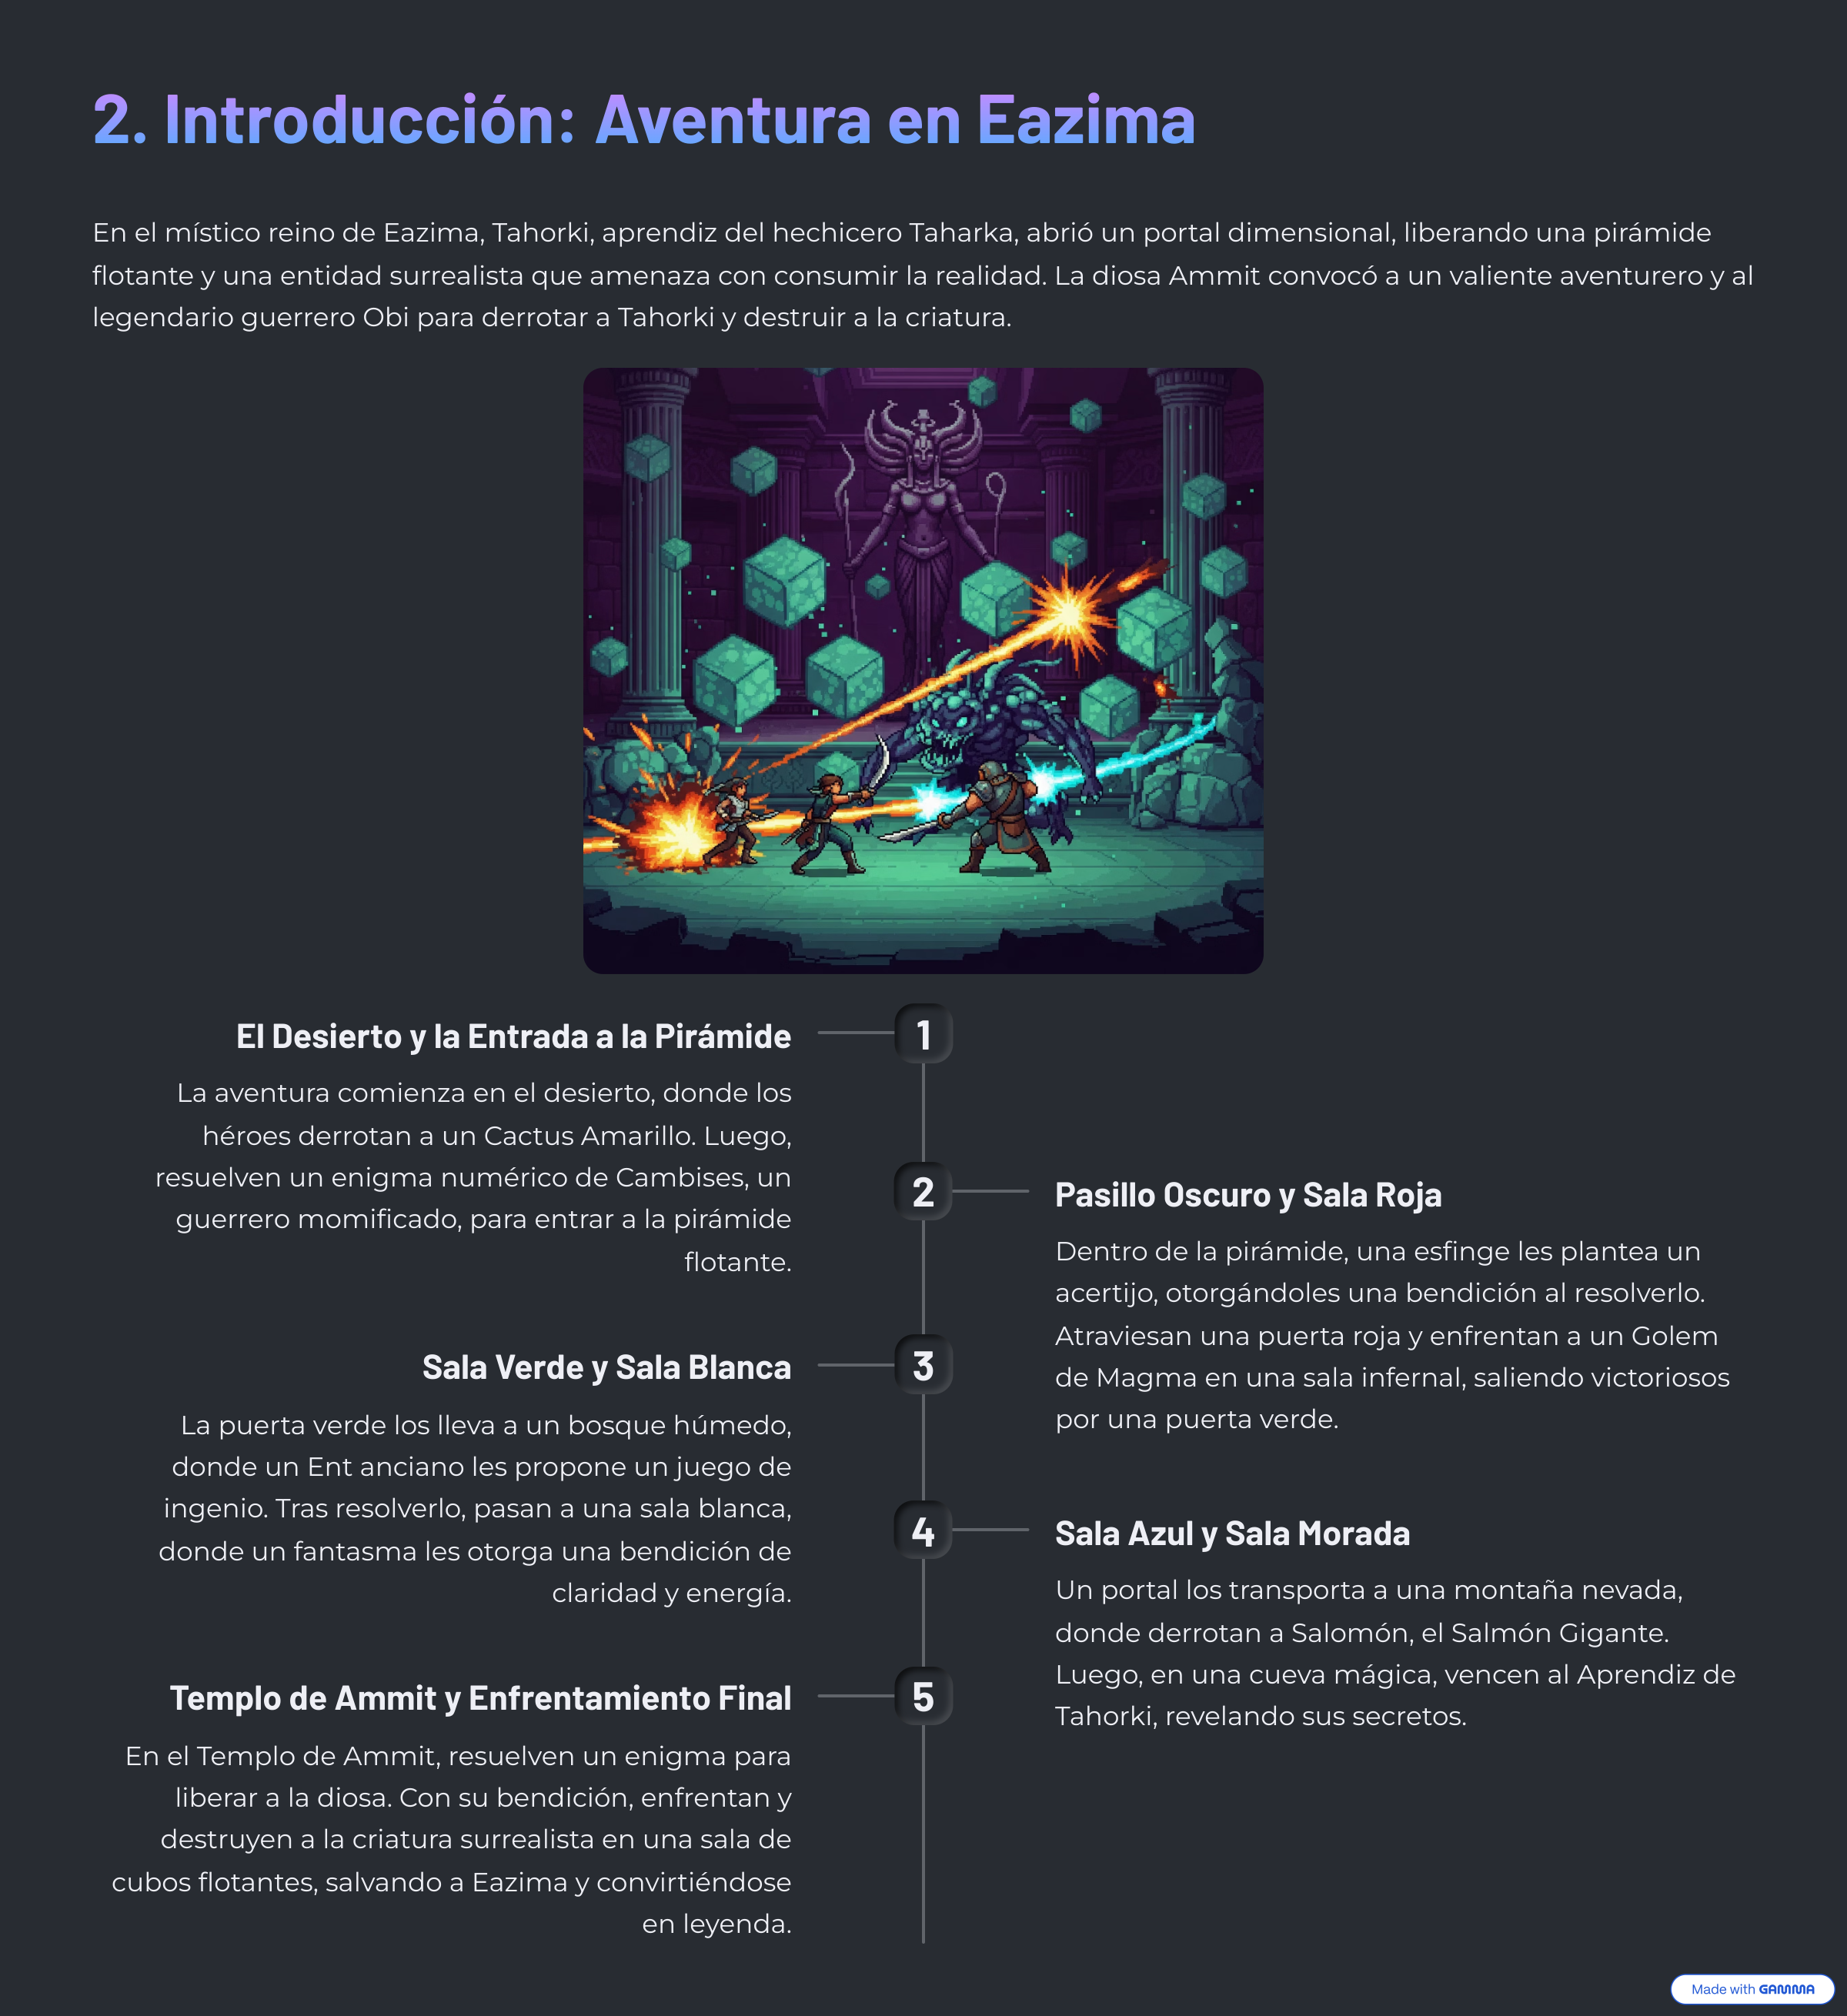 2. Introducción: Aventura en Eazima
En el místico reino de Eazima, Tahorki, aprendiz del hechicero Taharka, abrió un portal dimensional, liberando una pirámide
flotante y una entidad surrealista que amenaza con consumir la realidad. La diosa Ammit convocó a un valiente aventurero y al
legendario guerrero Obi para derrotar a Tahorki y destruir a la criatura.
1
El Desierto y la Entrada a la Pirámide
La aventura comienza en el desierto, donde los
héroes derrotan a un Cactus Amarillo. Luego,
resuelven un enigma numérico de Cambises, un
guerrero momificado, para entrar a la pirámide
flotante.
2
Pasillo Oscuro y Sala Roja
Dentro de la pirámide, una esfinge les plantea un
acertijo, otorgándoles una bendición al resolverlo.
Atraviesan una puerta roja y enfrentan a un Golem
de Magma en una sala infernal, saliendo victoriosos
por una puerta verde.
3
Sala Verde y Sala Blanca
La puerta verde los lleva a un bosque húmedo,
donde un Ent anciano les propone un juego de
ingenio. Tras resolverlo, pasan a una sala blanca,
donde un fantasma les otorga una bendición de
claridad y energía.
4
Sala Azul y Sala Morada
Un portal los transporta a una montaña nevada,
donde derrotan a Salomón, el Salmón Gigante.
Luego, en una cueva mágica, vencen al Aprendiz de
Tahorki, revelando sus secretos.
5
Templo de Ammit y Enfrentamiento Final
En el Templo de Ammit, resuelven un enigma para
liberar a la diosa. Con su bendición, enfrentan y
destruyen a la criatura surrealista en una sala de
cubos flotantes, salvando a Eazima y convirtiéndose
en leyenda.
Made with GAMMA